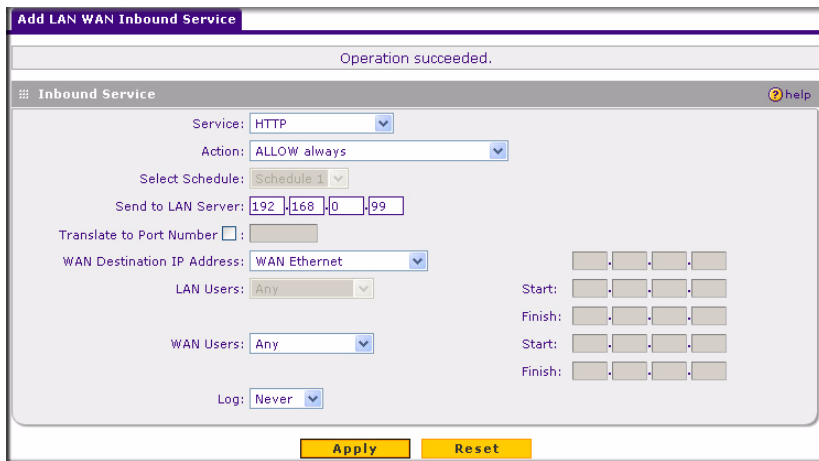 Add LAN WAN Inbound Service
Operation succeeded.
Inbound Service
help
Service: HTTP
Action: ALLOW always
Select Schedule: Schedule 1
Send to LAN Server: 192 . 168 . 0 . 99
Translate to Port Number :
WAN Destination IP Address: WAN Ethernet . . .
LAN Users: Any Start: . . .
Finish: . . .
WAN Users: Any Start: . . .
Finish: . . .
Log: Never
Apply Reset